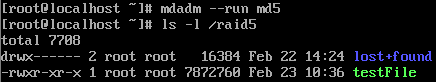 [root@localhost ~]# mdadm --run md5
[root@localhost ~]# ls -l /raid5
total 7708
drwx------ 2 root root   16384 Feb 22 14:24 lost+found
-rwxr-xr-x 1 root root 7872760 Feb 23 10:36 testFile